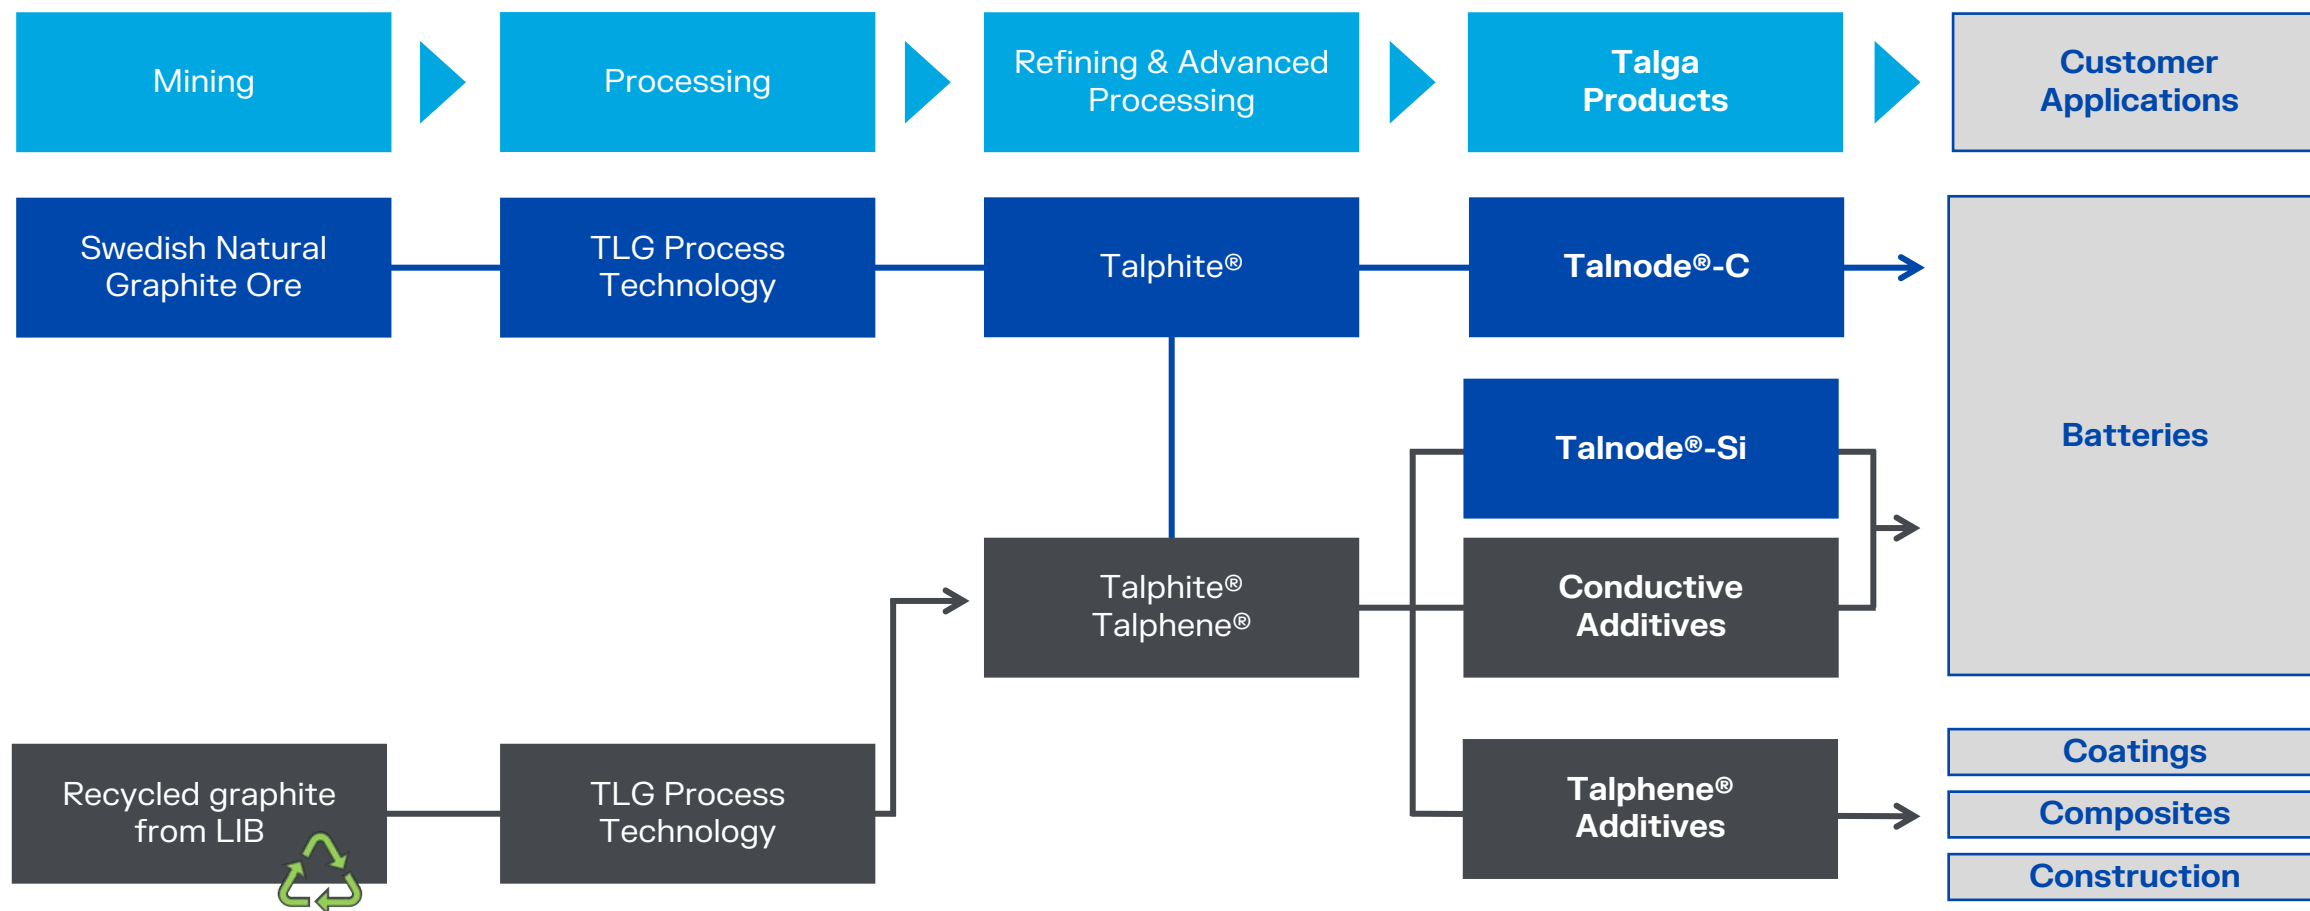 Mining
Processing
Refining & Advanced
Processing
Talga
Products
Customer
Applications
Swedish Natural
Graphite Ore
TLG Process
Technology
Talphite®
Talnode®-C
Batteries
Talnode®-Si
Talphite®
Talphene®
Conductive
Additives
Recycled graphite
from LIB
TLG Process
Technology
Talphene®
Additives
Coatings
Composites
Construction